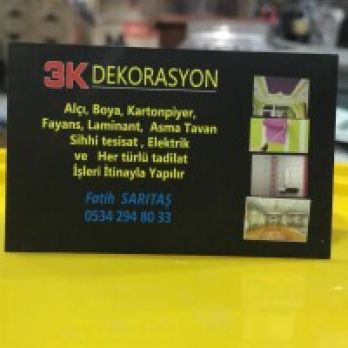 3K DEKORASYON
Alçı, Boya, Kartonpiyer,
Fayans, Laminant, Asma Tavan
Sihhi tesisat , Elektrik
ve Her türlü tadilat
İşleri İtinayla Yapılır
Fatih SARITAŞ
0534 294 80 33